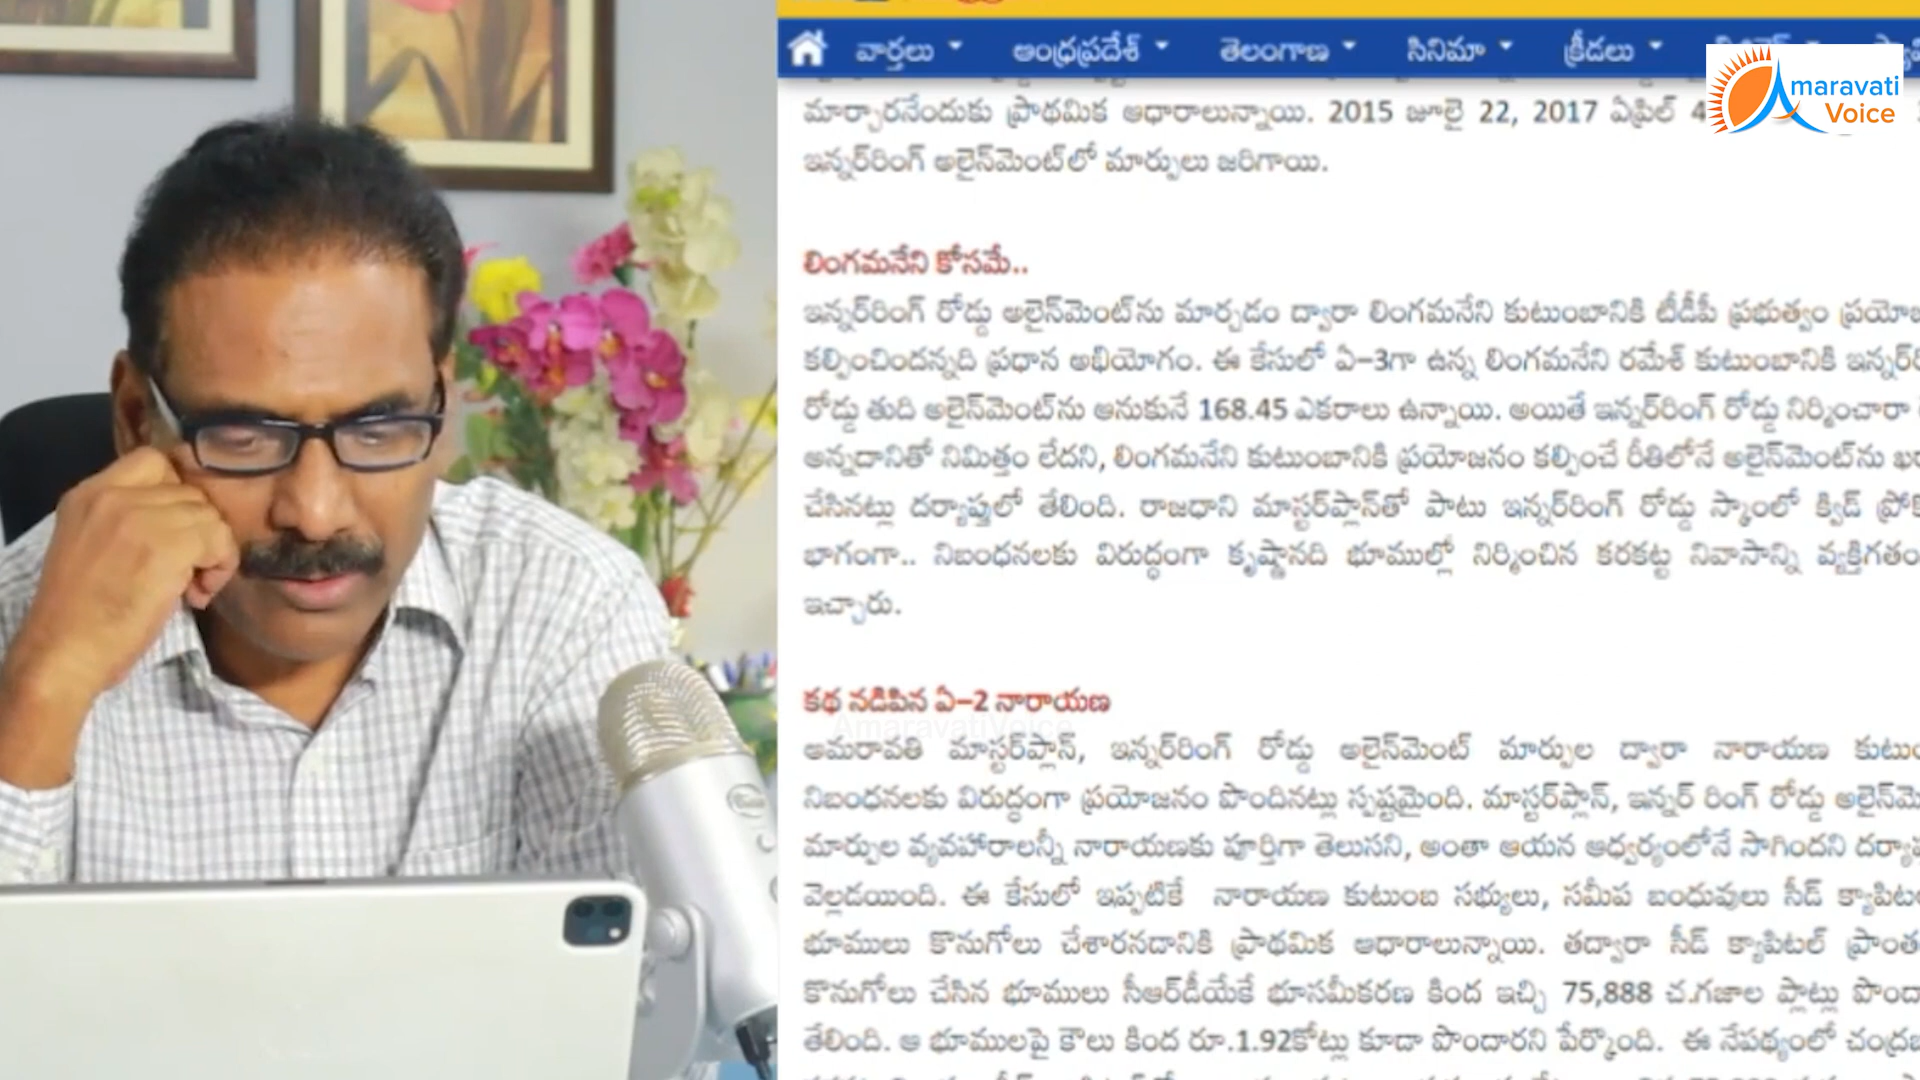 వార్తలు ఆంధ్రప్రదేశ్ తెలంగాణ సినిమా క్రీడలు
Amaravati
Voice
మార్చారనేందుకు ప్రాథమిక ఆధారాలున్నాయి. 2015 జూలై 22, 2017 ఏప్రిల్ 4
ఇన్నర్‌రింగ్ అలైన్‌మెంట్‌లో మార్పులు జరిగాయి.
లింగమనేని కోసమే..
ఇన్నర్‌రింగ్ రోడ్డు అలైన్‌మెంట్‌ను మార్చడం ద్వారా లింగమనేని కుటుంబానికి టీడీపీ ప్రభుత్వం
కల్పించిందన్నది ప్రధాన అభియోగం. ఈ కేసులో ఏ–3గా ఉన్న లింగమనేని రమేశ్ కుటుంబానికి
రోడ్డు తుది అలైన్‌మెంట్‌ను ఆనుకునే 168.45 ఎకరాలు ఉన్నాయి. అయితే ఇన్నర్‌రింగ్ రోడ్డు నిర్మించారా
అన్నదానితో నిమిత్తం లేదని, లింగమనేని కుటుంబానికి ప్రయోజనం కల్పించే రీతిలోనే అలైన్‌మెంట్‌ను
చేసినట్లు దర్యాప్తులో తేలింది. రాజధాని మాస్టర్‌ప్లాన్‌తో పాటు ఇన్నర్‌రింగ్ రోడ్డు స్కాంలో క్విడ్
భాగంగా.. నిబంధనలకు విరుద్ధంగా కృష్ణానది భూముల్లో నిర్మించిన కరకట్ట నివాసాన్ని
ఇచ్చారు.
కథ నడిపిన ఏ–2 నారాయణ
AmaravatiVoice
అమరావతి మాస్టర్‌ప్లాన్, ఇన్నర్‌రింగ్ రోడ్డు అలైన్‌మెంట్ మార్పుల ద్వారా నారాయణ
నిబంధనలకు విరుద్ధంగా ప్రయోజనం పొందినట్లు స్పష్టమైంది. మాస్టర్‌ప్లాన్, ఇన్నర్ రింగ్ రోడ్డు
మార్పుల వ్యవహారాలన్నీ నారాయణకు పూర్తిగా తెలుసని, అంతా ఆయన ఆధ్వర్యంలోనే సాగిందని
వెల్లడయింది. ఈ కేసులో ఇప్పటికే నారాయణ కుటుంబ సభ్యులు, సమీప బంధువులు సీడ్
భూములు కొనుగోలు చేశారనడానికి ప్రాథమిక ఆధారాలున్నాయి. తద్వారా సీడ్ క్యాపిటల్
కొనుగోలు చేసిన భూములు సీఆర్‌డీయేకే భూసమీకరణ కింద ఇచ్చి 75,888 చ.గజాల ప్లాట్లు
తేలింది. ఆ భూములపై కౌలు కింద రూ.1.92కోట్లు కూడా పొందారని పేర్కొంది. ఈ నేపథ్యంలో